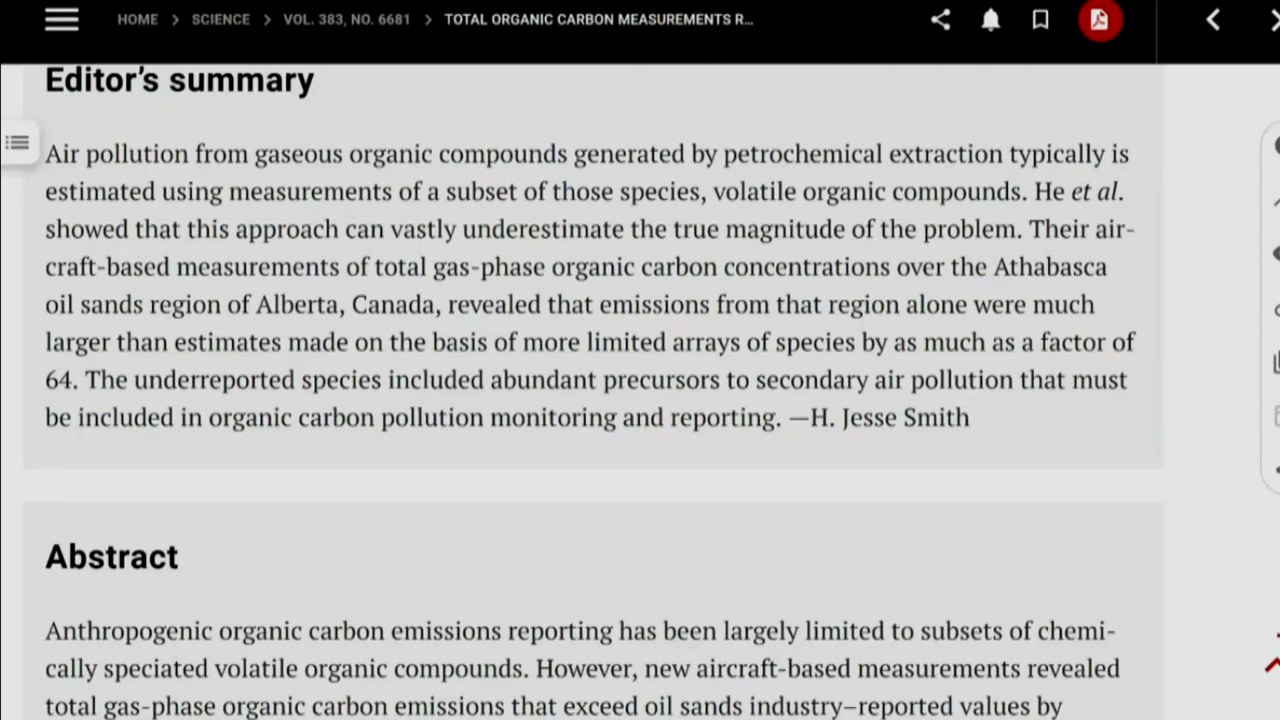 HOME > SCIENCE > VOL. 383, NO. 6681 > TOTAL ORGANIC CARBON MEASUREMENTS R...
Editor's summary
Air pollution from gaseous organic compounds generated by petrochemical extraction typically is
estimated using measurements of a subset of those species, volatile organic compounds. He et al.
showed that this approach can vastly underestimate the true magnitude of the problem. Their air-
craft-based measurements of total gas-phase organic carbon concentrations over the Athabasca
oil sands region of Alberta, Canada, revealed that emissions from that region alone were much
larger than estimates made on the basis of more limited arrays of species by as much as a factor of
64. The underreported species included abundant precursors to secondary air pollution that must
be included in organic carbon pollution monitoring and reporting. —H. Jesse Smith
Abstract
Anthropogenic organic carbon emissions reporting has been largely limited to subsets of chemi-
cally speciated volatile organic compounds. However, new aircraft-based measurements revealed
total gas-phase organic carbon emissions that exceed oil sands industry–reported values by